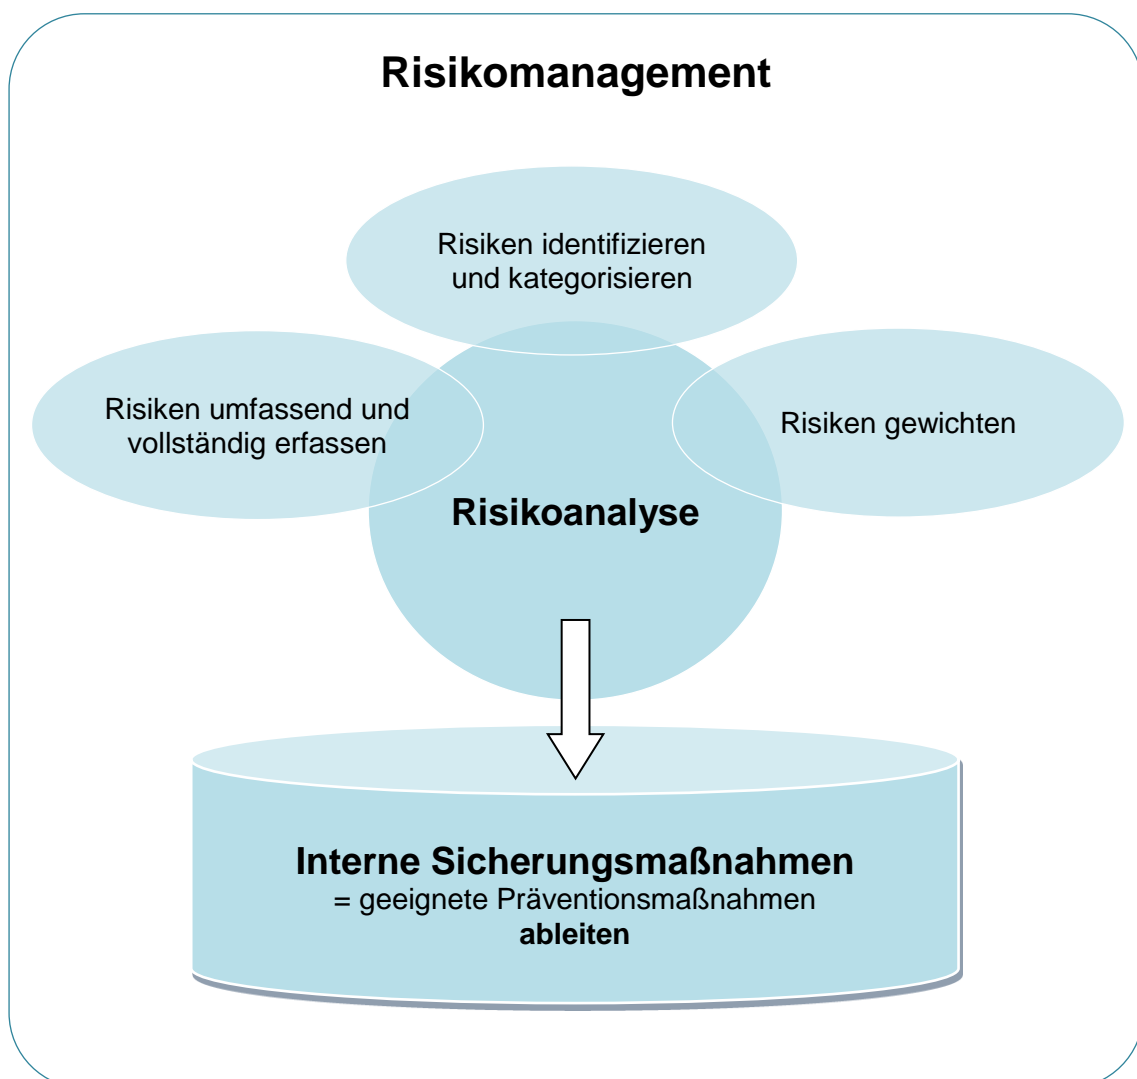 Risikomanagement
Risiken identifizieren
und kategorisieren
Risiken umfassend und
vollständig erfassen
Risiken gewichten
Risikoanalyse
Interne Sicherungsmaßnahmen
= geeignete Präventionsmaßnahmen
ableiten